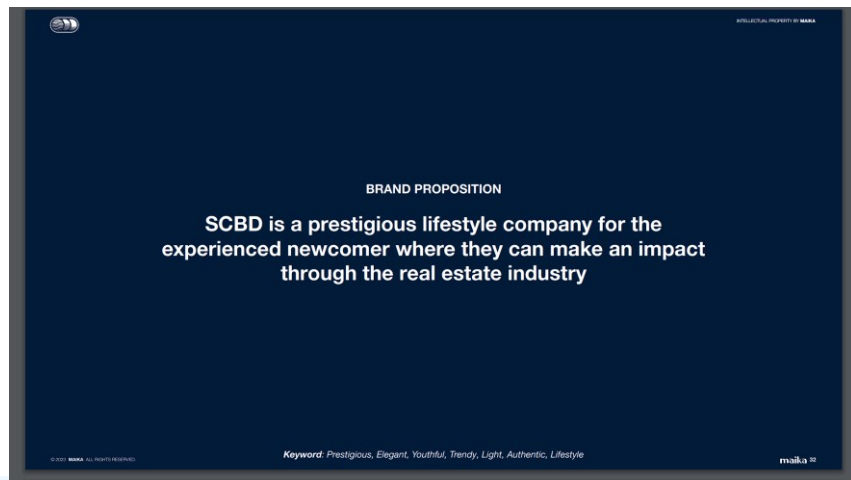 INTELLECTUAL PROPERTY BY MAIKA
BRAND PROPOSITION
SCBD is a prestigious lifestyle company for the
experienced newcomer where they can make an impact
through the real estate industry
Keyword: Prestigious, Elegant, Youthful, Trendy, Light, Authentic, Lifestyle
© 2023 MAIKA ALL RIGHTS RESERVED.
maika 32